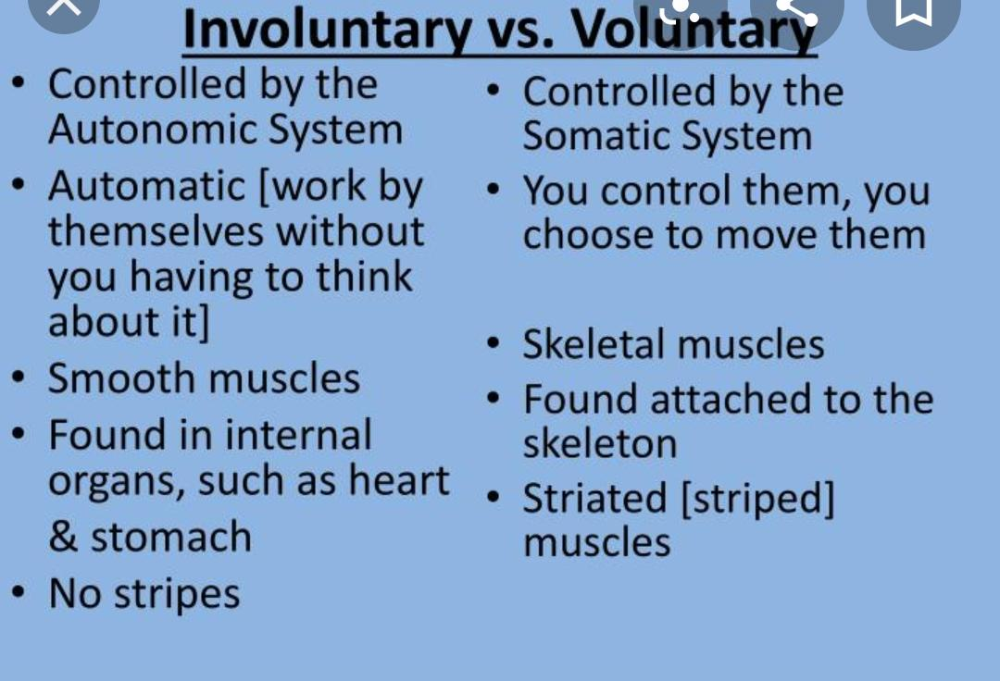 Involuntary vs. Voluntary
• Controlled by the
Autonomic System
• Automatic [work by
themselves without
you having to think
about it]
• Smooth muscles
• Found in internal
organs, such as heart
& stomach
• No stripes
• Controlled by the
Somatic System
• You control them, you
choose to move them
• Skeletal muscles
• Found attached to the
skeleton
• Striated [striped]
muscles